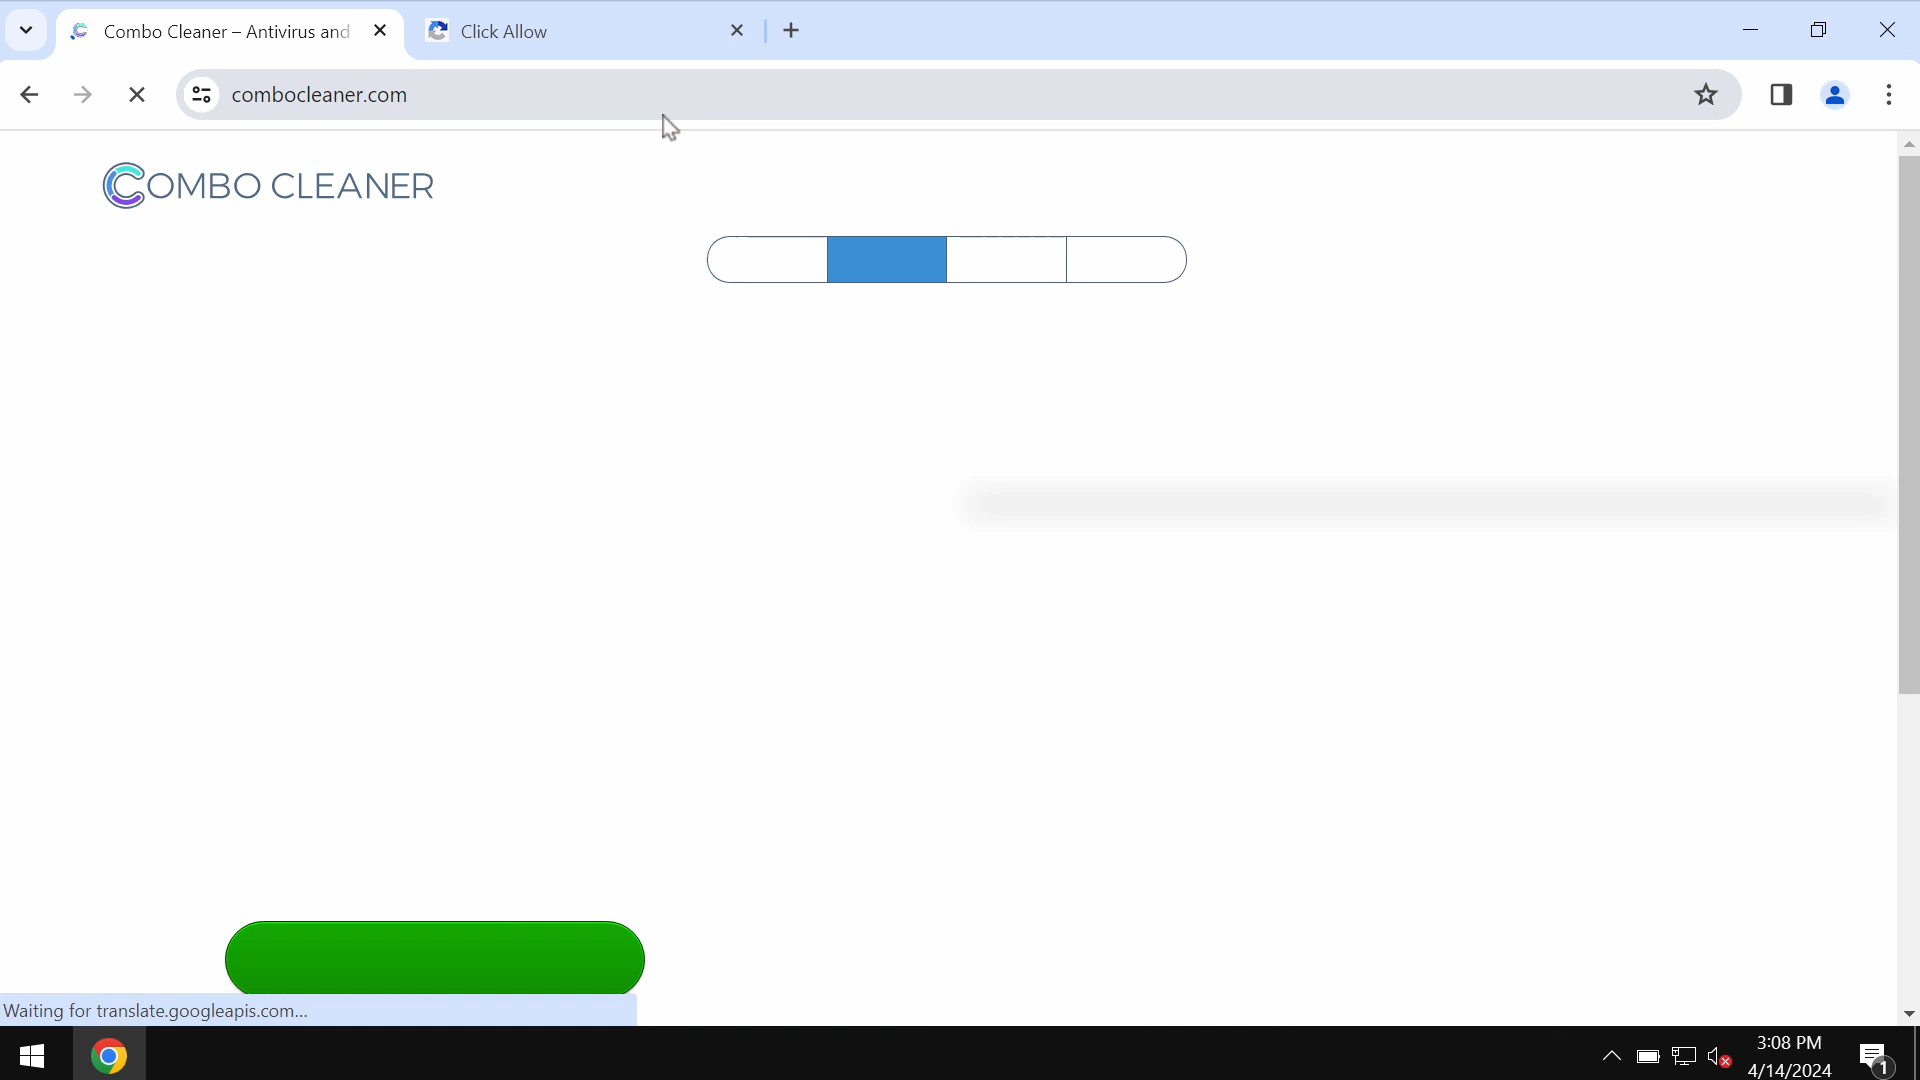 Combo Cleaner – Antivirus and
Click Allow
combocleaner.com
COMBO CLEANER
Waiting for translate.googleapis.com...
3:08 PM
4/14/2024
1